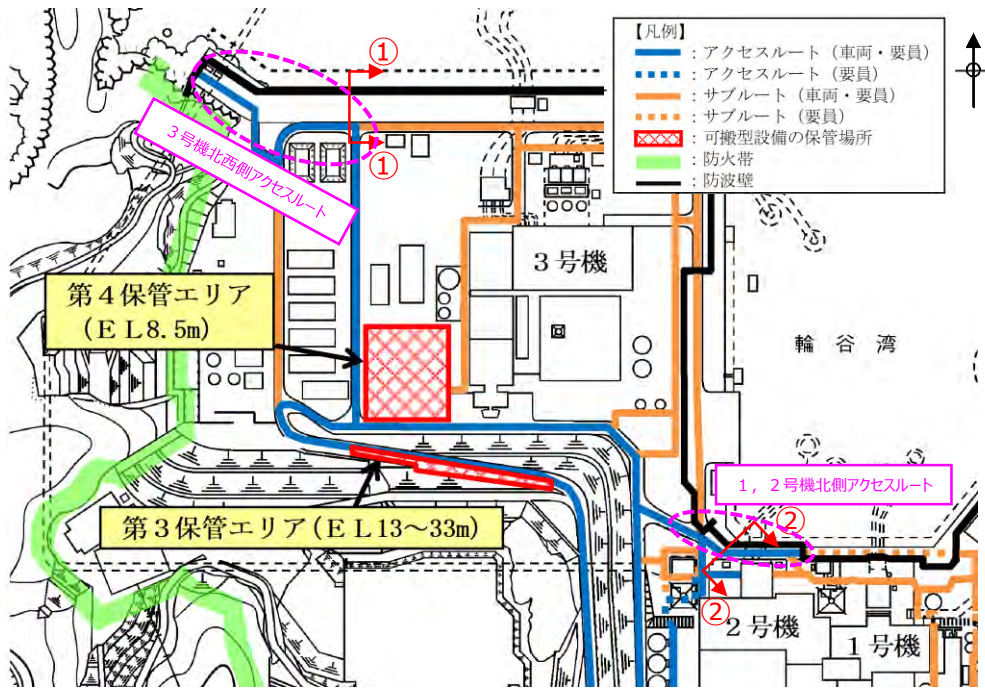 【凡例】
：アクセスルート（車両・要員）
：アクセスルート（要員）
：サブルート（車両・要員）
：サブルート（要員）
：可搬型設備の保管場所
：防火帯
：防波壁
①
①
３号機北西側アクセスルート
３号機
第４保管エリア
（ＥＬ8.5m）
輪谷湾
第３保管エリア（ＥＬ13～33m）
１，２号機北側アクセスルート
②
②
２号機
１号機